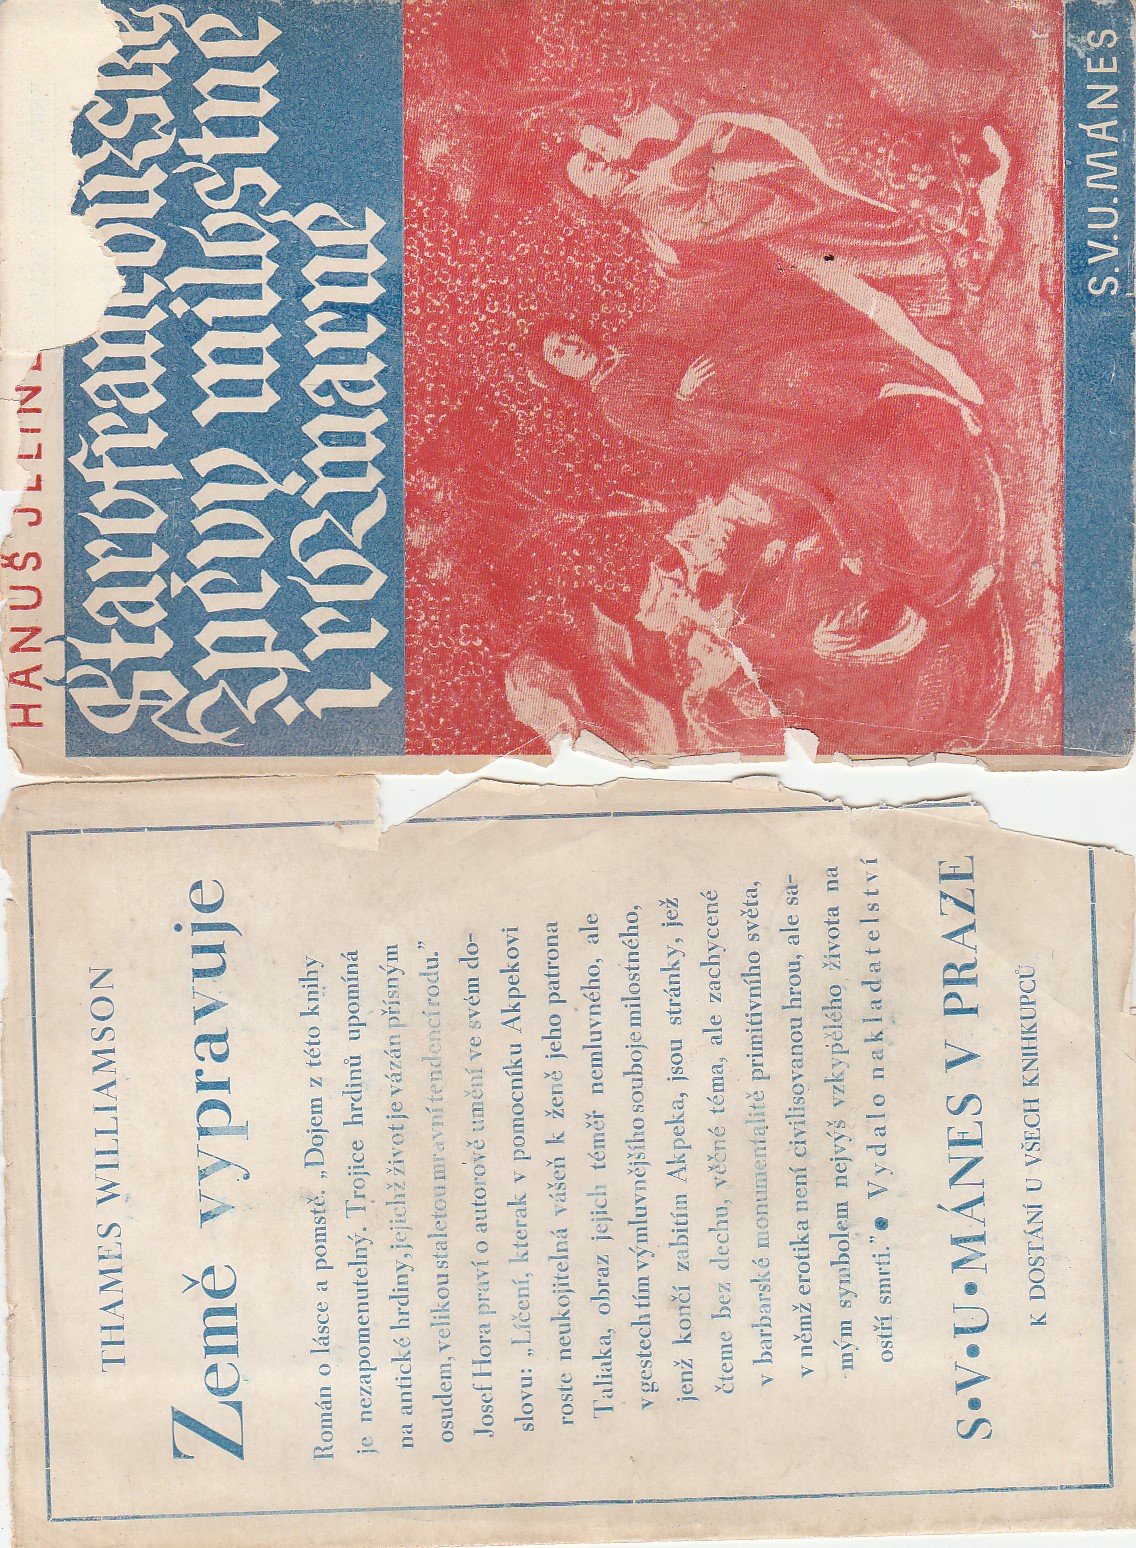 HANUŠ JELÍNE
Starofrancouzské
zpěvy milostné
i rozmarné
S.V.U.MÁNES
THAMES WILLIAMSON
Země vypravuje
Román o lásce a pomstě. „Dojem z této knihy
je nezapomenutelný. Trojice hrdinů upomíná
na antické hrdiny, jejichž život je vázán přísným
osudem, velikou staletou mravní tendencí rodu.”
Josef Hora praví o autorově umění ve svém do-
slovu: „Líčení, kterak v pomocníku Akpekovi
roste neukojitelná vášeň k ženě jeho patrona
Taliaka, obraz jejich téměř nemluvného, ale
v gestech tím výmluvnějšího souboje milostného,
jenž končí zabitím Akpeka, jsou stránky, jež
čteme bez dechu, věčné téma, ale zachycené
v barbarské monumentalitě primitivního světa,
v němž erotika není civilisovanou hrou, ale sa-
mým symbolem nejvýš vzkypělého života na
ostří smrti.” • Vydalo nakladatelství
S•V•U•MÁNES V PRAZE
K DOSTÁNÍ U VŠECH KNIHKUPCŮ